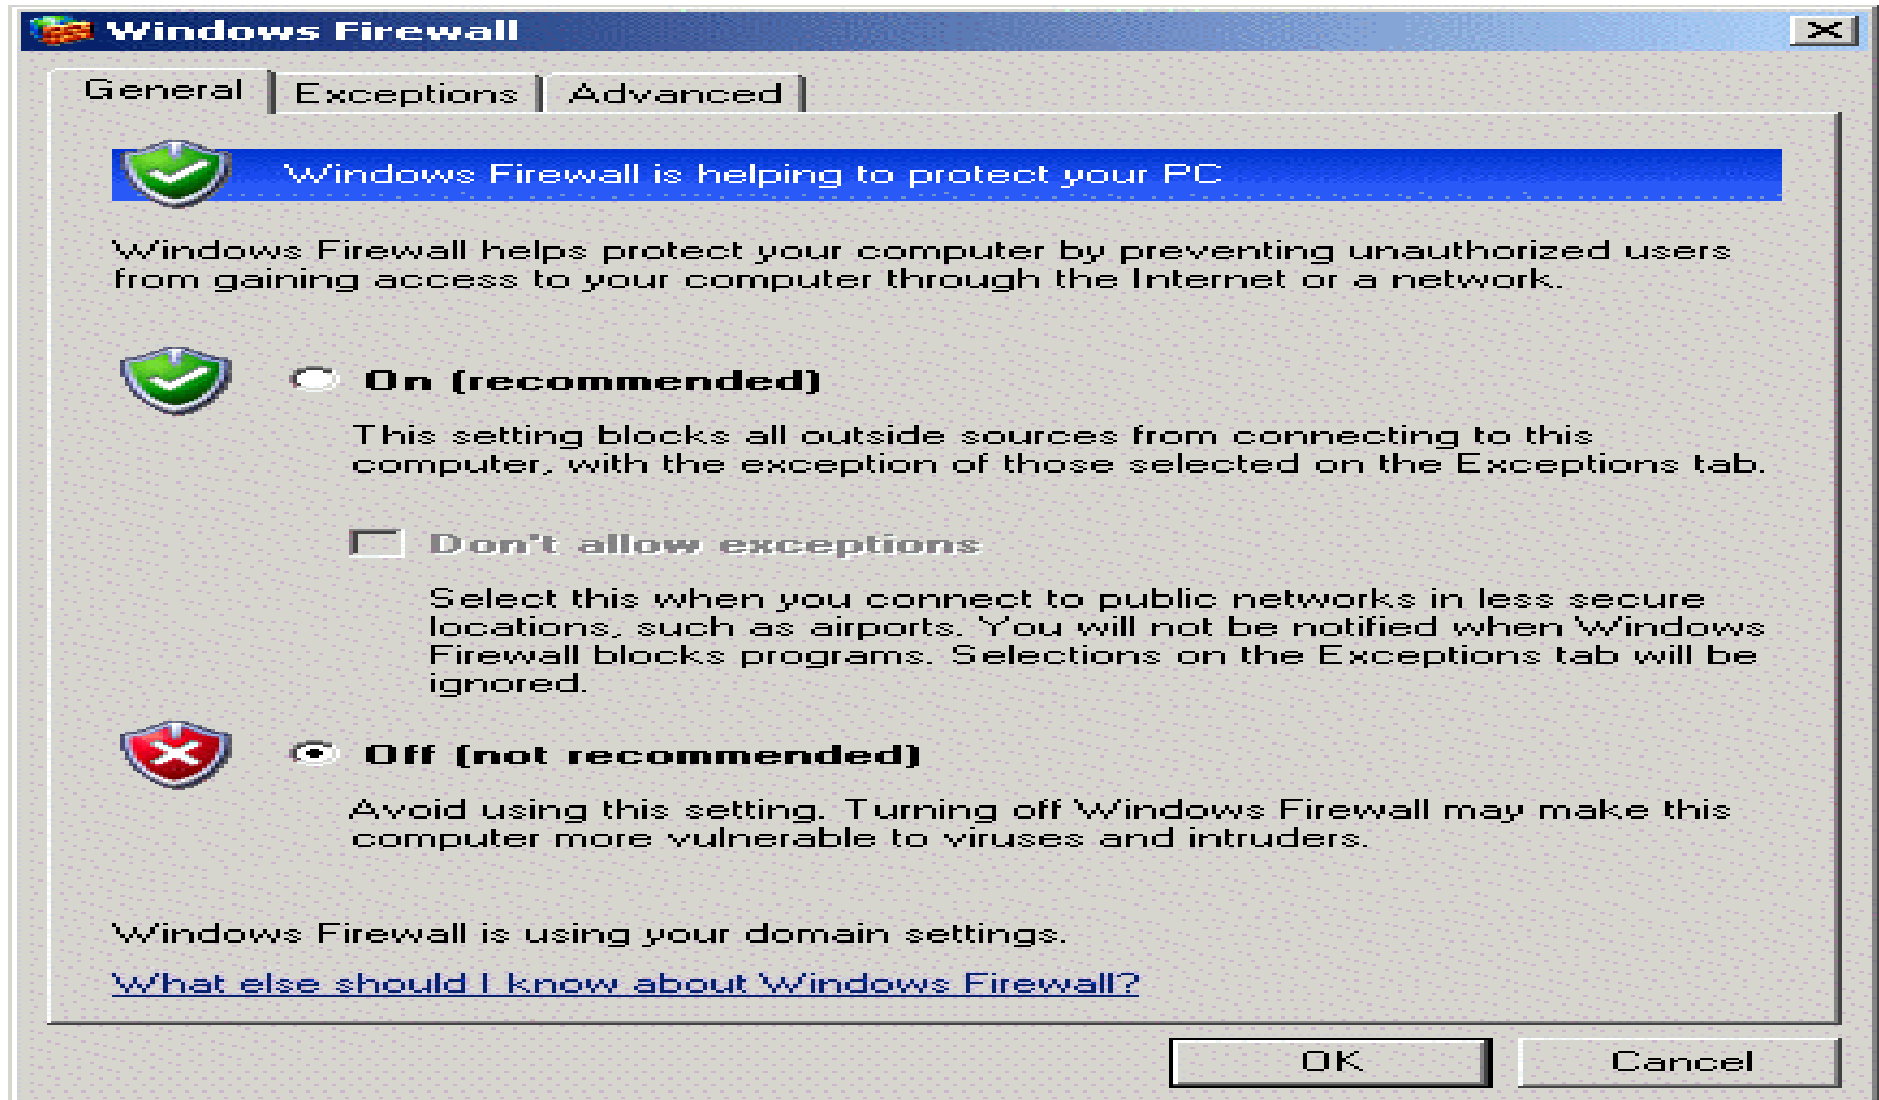 Windows Firewall
General
Exceptions
Advanced
Windows Firewall is helping to protect your PC
Windows Firewall helps protect your computer by preventing unauthorized users
from gaining access to your computer through the Internet or a network.
On (recommended)
This setting blocks all outside sources from connecting to this
computer, with the exception of those selected on the Exceptions tab.
Don't allow exceptions
Select this when you connect to public networks in less secure
locations, such as airports. You will not be notified when Windows
Firewall blocks programs. Selections on the Exceptions tab will be
ignored.
Off (not recommended)
Avoid using this setting. Turning off Windows Firewall may make this
computer more vulnerable to viruses and intruders.
Windows Firewall is using your domain settings.
What else should I know about Windows Firewall?
OK
Cancel